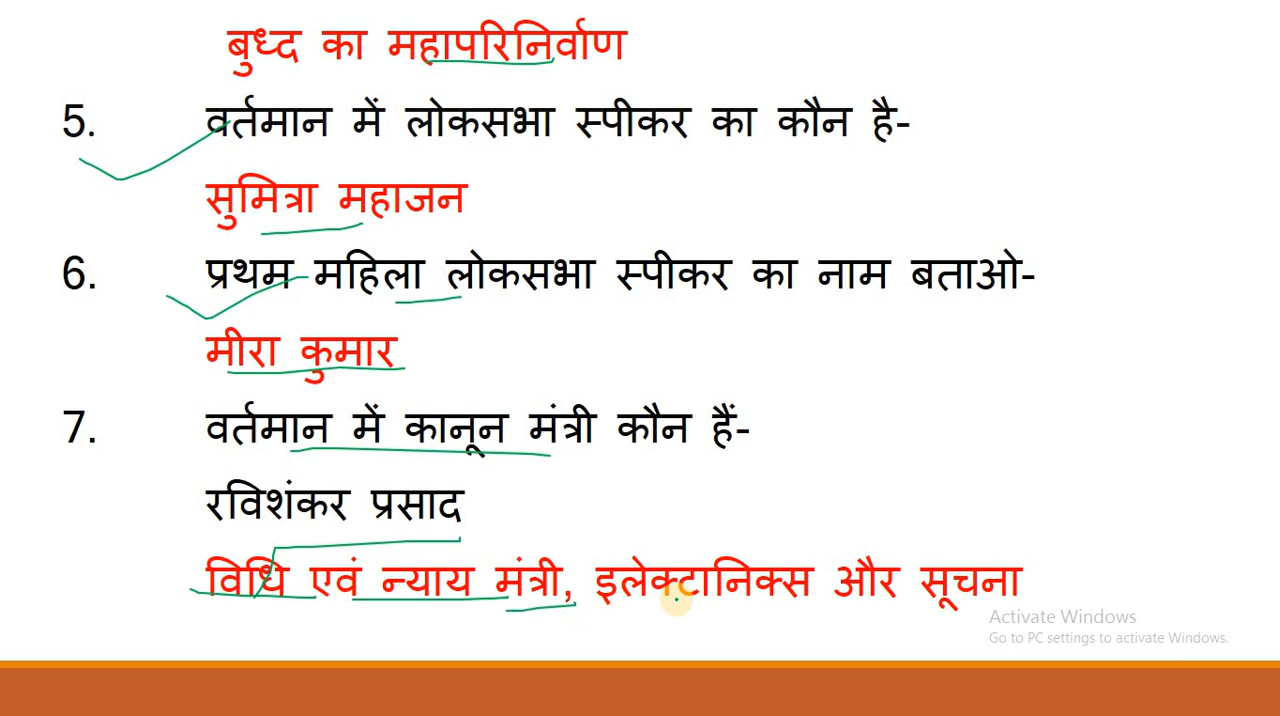 बुध्द का महापरिनिर्वाण
5. वर्तमान में लोकसभा स्पीकर का कौन है-
सुमित्रा महाजन
6. प्रथम महिला लोकसभा स्पीकर का नाम बताओ-
मीरा कुमार
7. वर्तमान में कानून मंत्री कौन हैं-
रविशंकर प्रसाद
विधि एवं न्याय मंत्री, इलेक्टानिक्स और सूचना
Activate Windows
Go to PC settings to activate Windows.